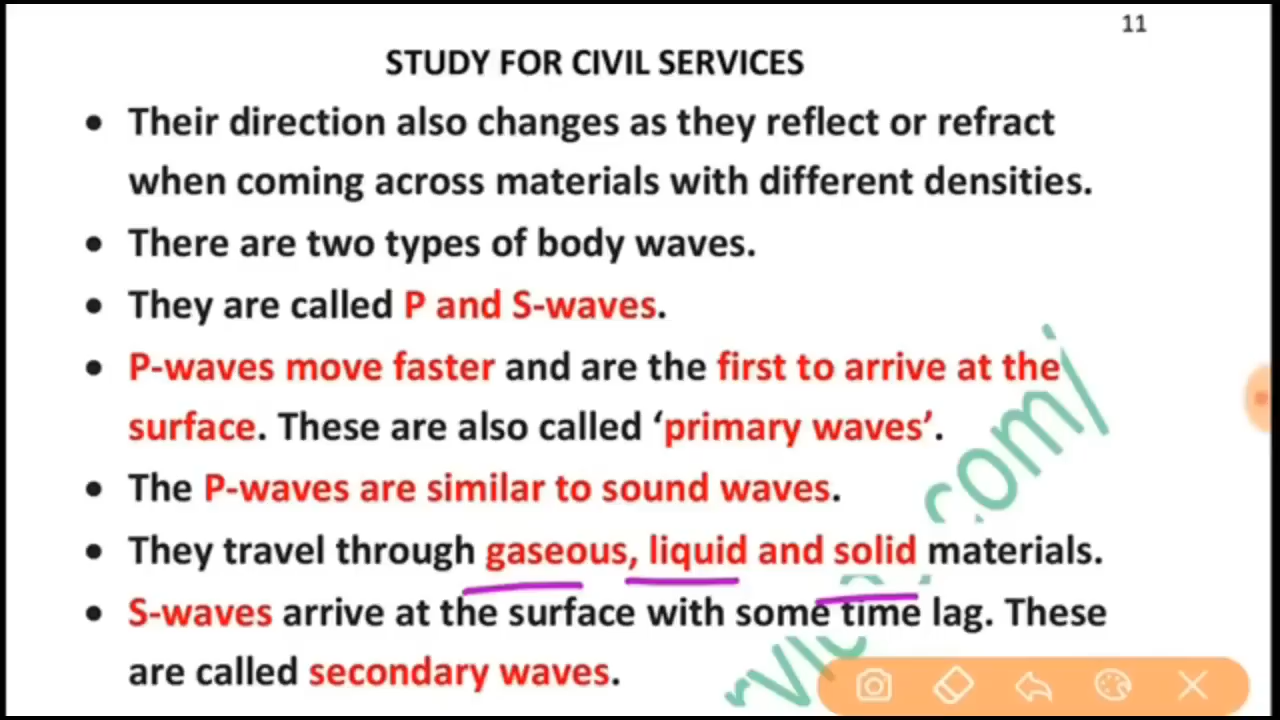 11
STUDY FOR CIVIL SERVICES
• Their direction also changes as they reflect or refract
when coming across materials with different densities.
• There are two types of body waves.
• They are called P and S-waves.
• P-waves move faster and are the first to arrive at the
surface. These are also called ‘primary waves’.
• The P-waves are similar to sound waves.
• They travel through gaseous, liquid and solid materials.
• S-waves arrive at the surface with some time lag. These
are called secondary waves.
.com/